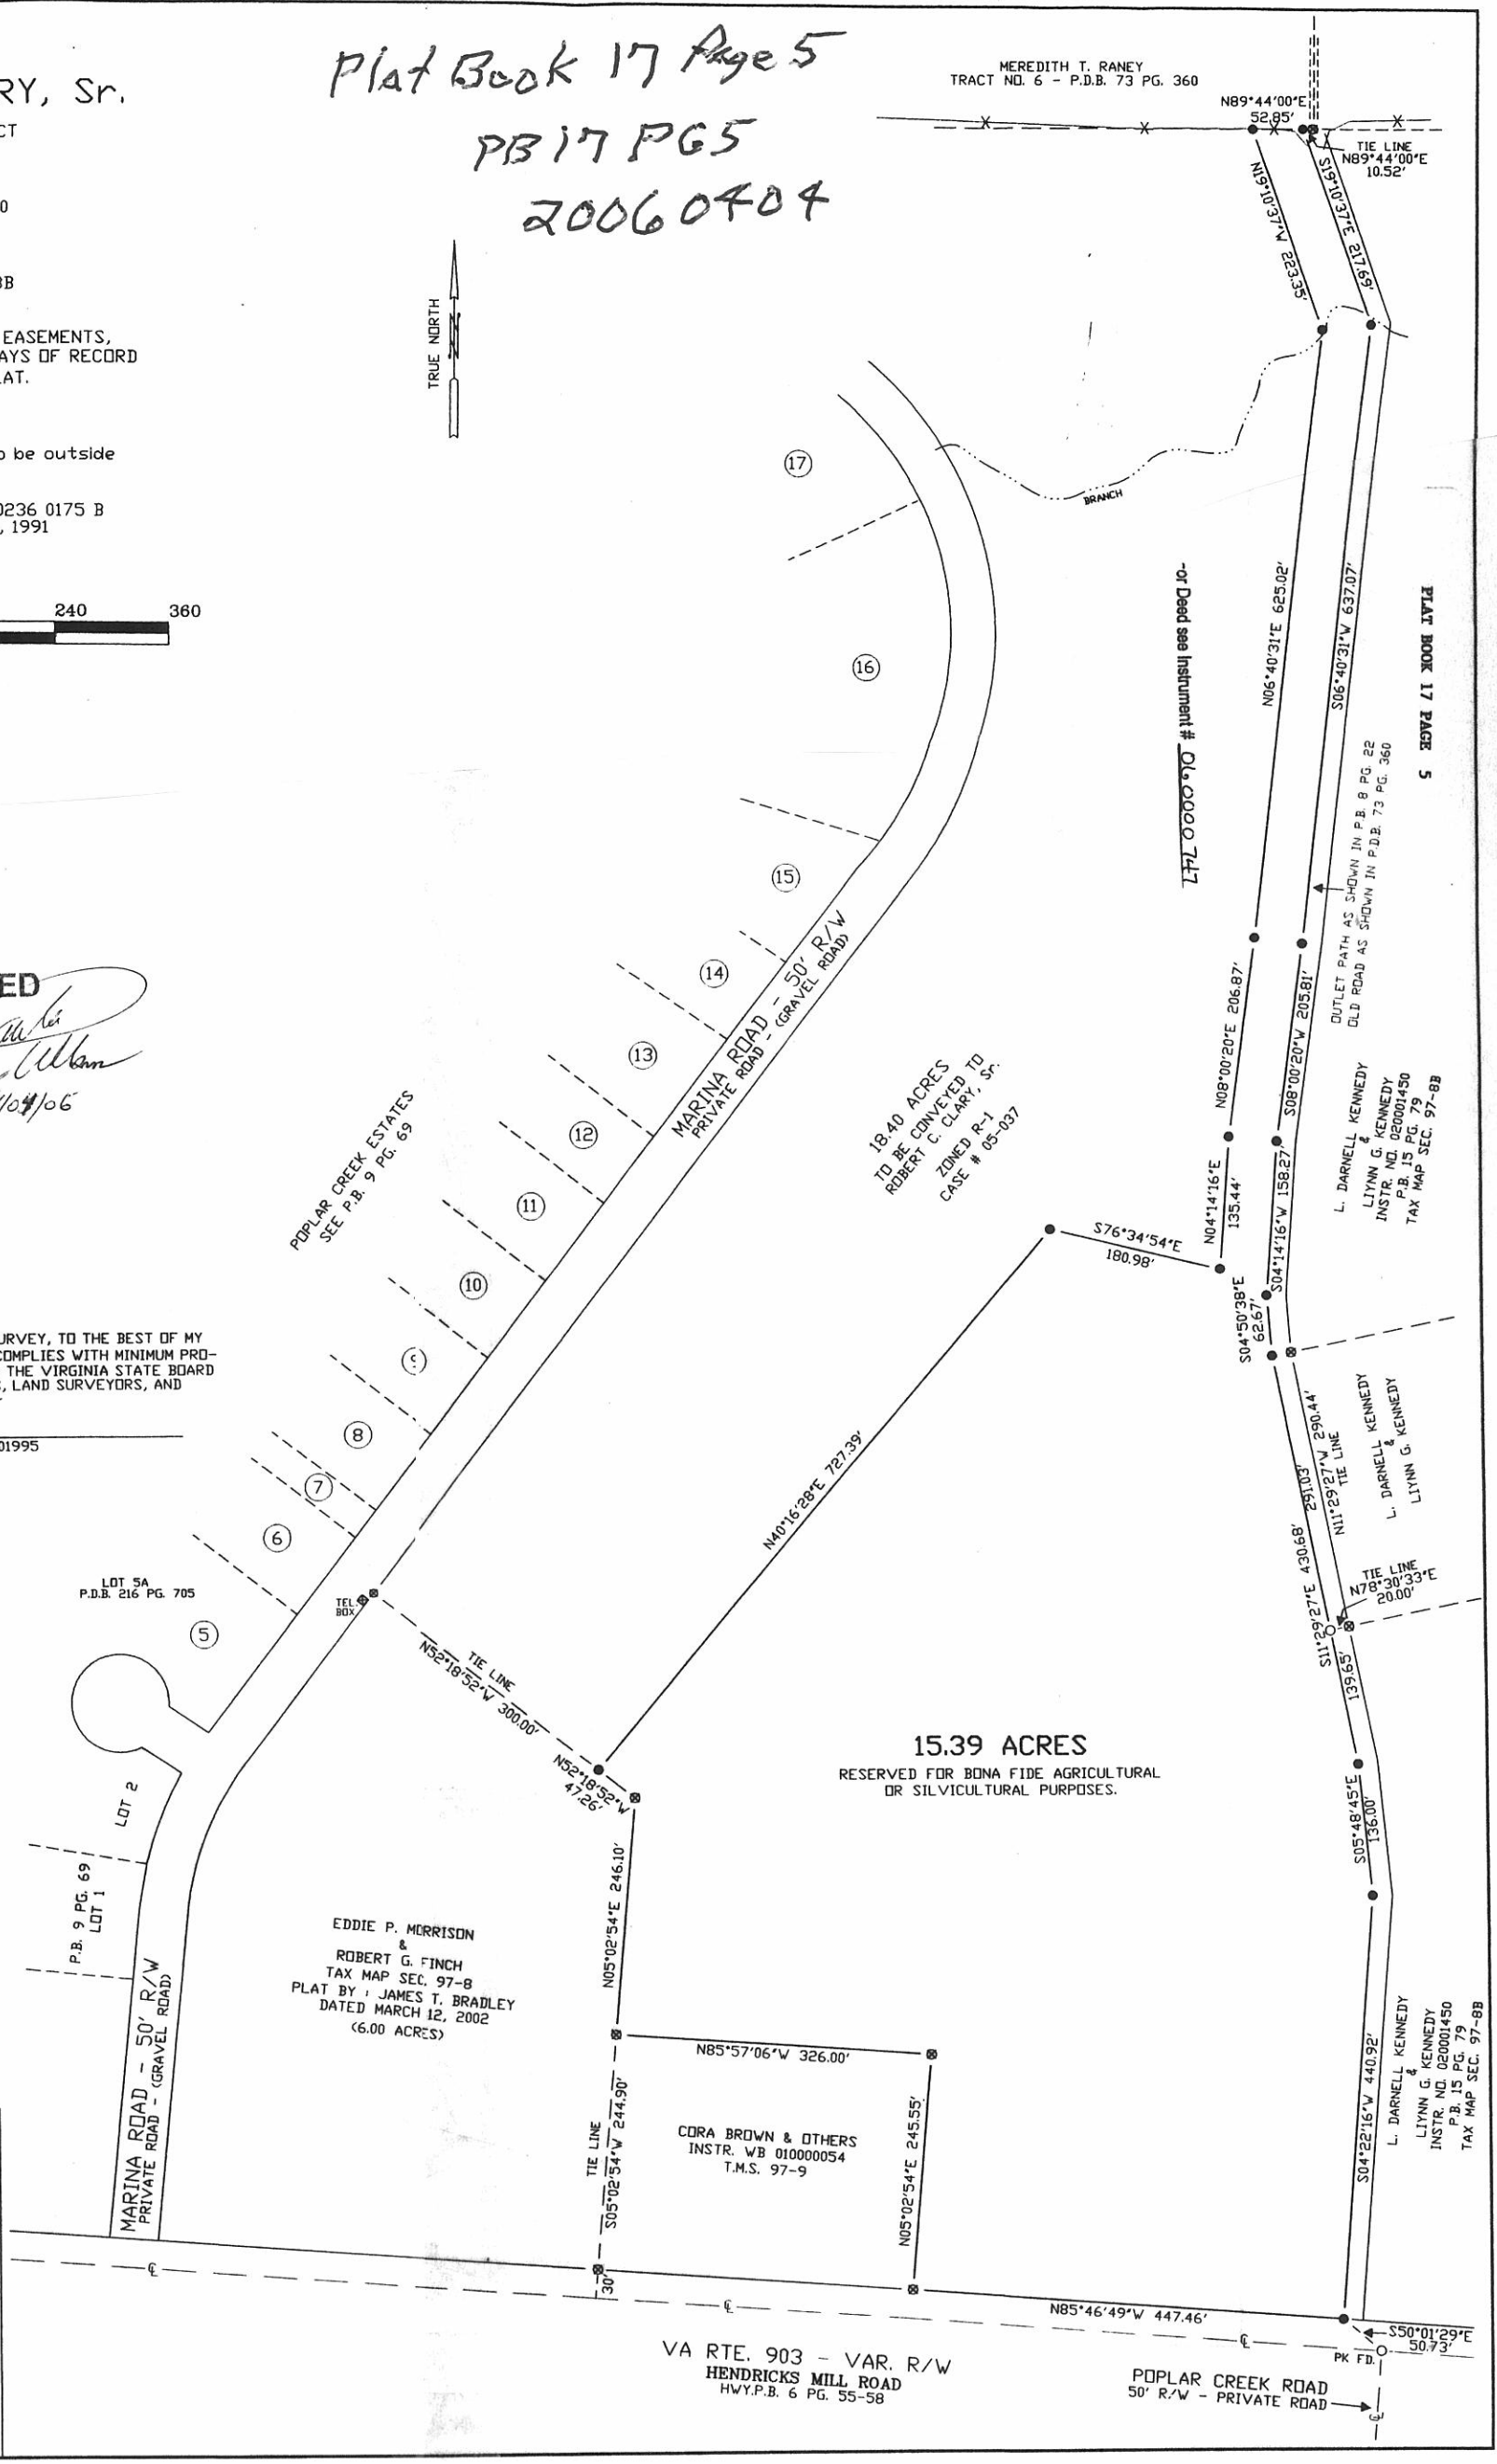 Plat Book 17 Page 5
PB 17 PG 5
20060404
RY, Sr.
CT
0
8B
EASEMENTS,
AYS OF RECORD
AT.
o be outside
0236 0175 B
, 1991
240 360
ED
/04/06
URVEY, TO THE BEST OF MY
COMPLIES WITH MINIMUM PRO-
THE VIRGINIA STATE BOARD
, LAND SURVEYORS, AND
01995
TRUE NORTH
N
MEREDITH T. RANEY
TRACT NO. 6 - P.D.B. 73 PG. 360
N89°44'00"E
52.85'
TIE LINE
N89°44'00"E
10.52'
N19°10'37"W 223.35'
S19°10'37"E 217.69'
BRANCH
-or Deed see Instrument # 060000747
N06°40'31"E 625.02'
S06°40'31"W 637.07'
PLAT BOOK 17 PAGE 5
OUTLET PATH AS SHOWN IN P.B. 8 PG. 22
OLD ROAD AS SHOWN IN P.D.B. 73 PG. 360
17
16
15
14
13
12
11
10
9
8
7
6
5
MARINA ROAD - 50' R/W
PRIVATE ROAD - (GRAVEL ROAD)
POPLAR CREEK ESTATES
SEE P.B. 9 PG. 69
18.40 ACRES
TO BE CONVEYED TO
ROBERT C. CLARY, Sr.
ZONED R-1
CASE # 05-037
N08°00'20"E 206.87'
S08°00'20"W 205.81'
N04°14'16"E
135.44'
S04°14'16"W 158.27'
L. DARNELL KENNEDY
&
LIYNN G. KENNEDY
INSTR. NO. 020001450
P.B. 15 PG. 79
TAX MAP SEC. 97-8B
S76°34'54"E
180.98'
S04°50'38"E
62.67'
N40°16'28"E 727.39'
N11°29'27"W 290.44'
TIE LINE
291.03'
S11°29'27"E 430.68'
139.65'
L. DARNELL KENNEDY
&
LIYNN G. KENNEDY
TIE LINE
N78°30'33"E
20.00'
LOT 5A
P.D.B. 216 PG. 705
TEL.
BOX
TIE LINE
N52°18'52"W 300.00'
N52°18'52"W
47.26'
15.39 ACRES
RESERVED FOR BONA FIDE AGRICULTURAL
OR SILVICULTURAL PURPOSES.
S05°48'45"E
136.00'
LOT 2
P.B. 9 PG. 69
LOT 1
N05°02'54"E 246.10'
EDDIE P. MORRISON
&
ROBERT G. FINCH
TAX MAP SEC. 97-8
PLAT BY : JAMES T. BRADLEY
DATED MARCH 12, 2002
(6.00 ACRES)
MARINA ROAD - 50' R/W
PRIVATE ROAD - (GRAVEL ROAD)
N85°57'06"W 326.00'
TIE LINE
S05°02'54"W 244.90'
CORA BROWN & OTHERS
INSTR. WB 010000054
T.M.S. 97-9
N05°02'54"E 245.55'
S04°22'16"W 440.92'
L. DARNELL KENNEDY
&
LIYNN G. KENNEDY
INSTR. NO. 020001450
P.B. 15 PG. 79
TAX MAP SEC. 97-8B
30'
N85°46'49"W 447.46'
S50°01'29"E
50.73'
PK FD.
VA RTE. 903 - VAR. R/W
HENDRICKS MILL ROAD
HWY.P.B. 6 PG. 55-58
POPLAR CREEK ROAD
50' R/W - PRIVATE ROAD